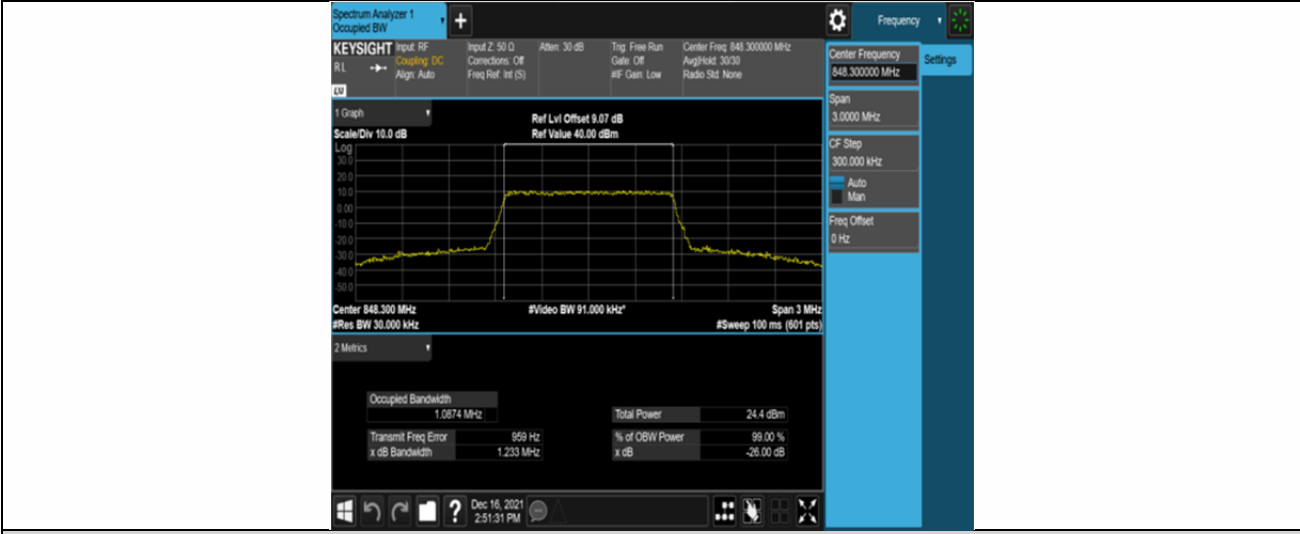 Spectrum Analyzer 1
Occupied BW
+
Frequency
KEYSIGHT
RL
Input: RF
Coupling: DC
Align: Auto
Input Z: 50 Ω
Corrections: Off
Freq Ref: Int (S)
Atten: 30 dB
Trig: Free Run
Gate: Off
#IF Gain: Low
Center Freq: 848.300000 MHz
Avg|Hold: 30/30
Radio Std: None
Center Frequency
848.300000 MHz
Settings
Span
3.0000 MHz
CF Step
300.000 kHz
Auto
Man
Freq Offset
0 Hz
1 Graph
Scale/Div 10.0 dB
Ref Lvl Offset 9.07 dB
Ref Value 40.00 dBm
Log
30.0
20.0
10.0
0.00
-10.0
-20.0
-30.0
-40.0
-50.0
Center 848.300 MHz
#Video BW 91.000 kHz*
Span 3 MHz
#Res BW 30.000 kHz
#Sweep 100 ms (601 pts)
2 Metrics
Occupied Bandwidth
1.0874 MHz
Total Power 24.4 dBm
Transmit Freq Error 959 Hz
% of OBW Power 99.00 %
x dB Bandwidth 1.233 MHz
x dB -26.00 dB
?
Dec 16, 2021
2:51:31 PM